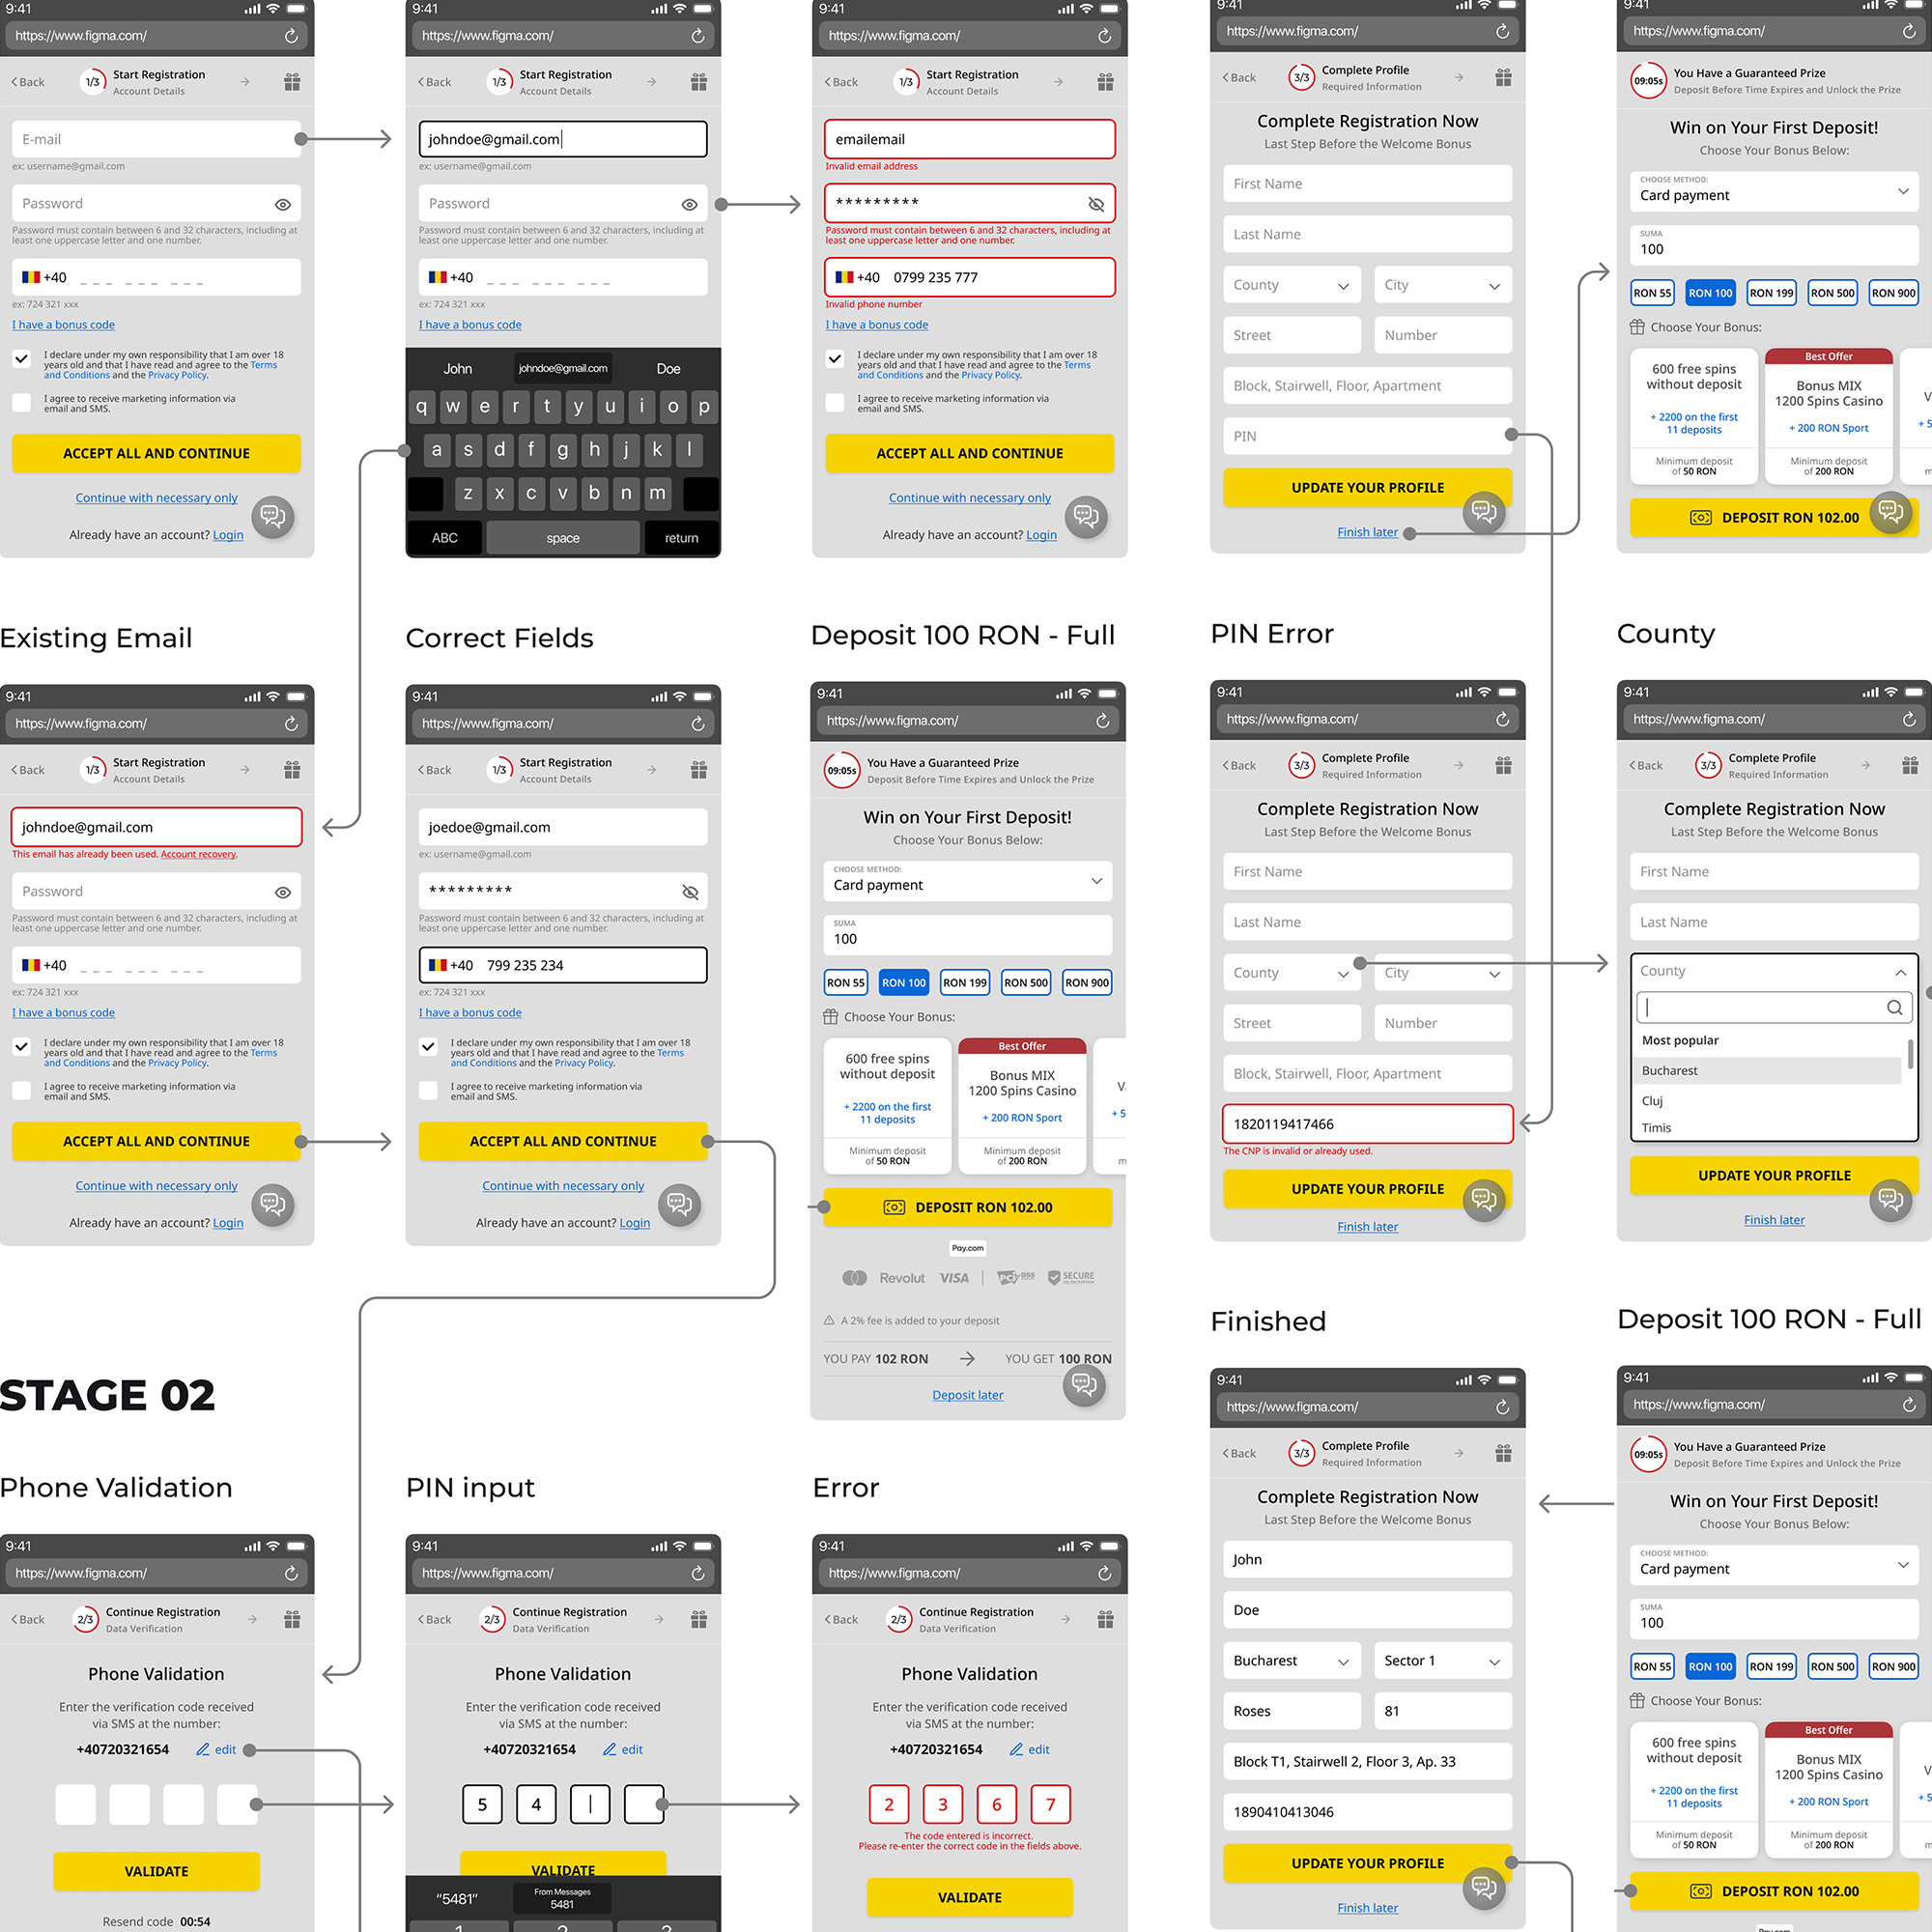 9:41
https://www.figma.com/
Back
1/3
Start Registration
Account Details
E-mail
ex: username@gmail.com
Password
Password must contain between 6 and 32 characters, including at
least one uppercase letter and one number.
+40 _ _ _ _ _ _ _ _ _
ex: 724 321 xxx
I have a bonus code
I declare under my own responsibility that I am over 18
years old and that I have read and agree to the Terms
and Conditions and the Privacy Policy.
I agree to receive marketing information via
email and SMS.
ACCEPT ALL AND CONTINUE
Continue with necessary only
Already have an account? Login
9:41
https://www.figma.com/
Back
1/3
Start Registration
Account Details
johndoe@gmail.com
ex: username@gmail.com
Password
Password must contain between 6 and 32 characters, including at
least one uppercase letter and one number.
+40 _ _ _ _ _ _ _ _ _
ex: 724 321 xxx
I have a bonus code
John johndoe@gmail.com Doe
q w e r t y u i o p
a s d f g h j k l
z x c v b n m
ABC space return
9:41
https://www.figma.com/
Back
1/3
Start Registration
Account Details
emailemail
Invalid email address
*********
Password must contain between 6 and 32 characters, including at
least one uppercase letter and one number.
+40 0799 235 777
Invalid phone number
I have a bonus code
I declare under my own responsibility that I am over 18
years old and that I have read and agree to the Terms
and Conditions and the Privacy Policy.
I agree to receive marketing information via
email and SMS.
ACCEPT ALL AND CONTINUE
Continue with necessary only
Already have an account? Login
9:41
https://www.figma.com/
Back
3/3
Complete Profile
Required Information
Complete Registration Now
Last Step Before the Welcome Bonus
First Name
Last Name
County City
Street Number
Block, Stairwell, Floor, Apartment
PIN
UPDATE YOUR PROFILE
Finish later
9:41
https://www.figma.com/
09:05s
You Have a Guaranteed Prize
Deposit Before Time Expires and Unlock the Prize
Win on Your First Deposit!
Choose Your Bonus Below:
CHOOSE METHOD:
Card payment
SUMA
100
RON 55 RON 100 RON 199 RON 500 RON 900
Choose Your Bonus:
600 free spins
without deposit
+ 2200 on the first
11 deposits
Minimum deposit
of 50 RON
Best Offer
Bonus MIX
1200 Spins Casino
+ 200 RON Sport
Minimum deposit
of 200 RON
V
+ 5
m
DEPOSIT RON 102.00
Existing Email
9:41
https://www.figma.com/
Back
1/3
Start Registration
Account Details
johndoe@gmail.com
This email has already been used. Account recovery.
Password
Password must contain between 6 and 32 characters, including at
least one uppercase letter and one number.
+40 _ _ _ _ _ _ _ _ _
ex: 724 321 xxx
I have a bonus code
I declare under my own responsibility that I am over 18
years old and that I have read and agree to the Terms
and Conditions and the Privacy Policy.
I agree to receive marketing information via
email and SMS.
ACCEPT ALL AND CONTINUE
Continue with necessary only
Already have an account? Login
Correct Fields
9:41
https://www.figma.com/
Back
1/3
Start Registration
Account Details
joedoe@gmail.com
ex: username@gmail.com
*********
Password must contain between 6 and 32 characters, including at
least one uppercase letter and one number.
+40 799 235 234
ex: 724 321 xxx
I have a bonus code
I declare under my own responsibility that I am over 18
years old and that I have read and agree to the Terms
and Conditions and the Privacy Policy.
I agree to receive marketing information via
email and SMS.
ACCEPT ALL AND CONTINUE
Continue with necessary only
Already have an account? Login
Deposit 100 RON - Full
9:41
https://www.figma.com/
09:05s
You Have a Guaranteed Prize
Deposit Before Time Expires and Unlock the Prize
Win on Your First Deposit!
Choose Your Bonus Below:
CHOOSE METHOD:
Card payment
SUMA
100
RON 55 RON 100 RON 199 RON 500 RON 900
Choose Your Bonus:
600 free spins
without deposit
+ 2200 on the first
11 deposits
Minimum deposit
of 50 RON
Best Offer
Bonus MIX
1200 Spins Casino
+ 200 RON Sport
Minimum deposit
of 200 RON
V
+ 5
m
DEPOSIT RON 102.00
Pay.com
Revolut VISA PCI DSS SECURE
A 2% fee is added to your deposit
YOU PAY 102 RON YOU GET 100 RON
Deposit later
PIN Error
9:41
https://www.figma.com/
Back
3/3
Complete Profile
Required Information
Complete Registration Now
Last Step Before the Welcome Bonus
First Name
Last Name
County City
Street Number
Block, Stairwell, Floor, Apartment
1820119417466
The CNP is invalid or already used.
UPDATE YOUR PROFILE
Finish later
County
9:41
https://www.figma.com/
Back
3/3
Complete Profile
Required Information
Complete Registration Now
Last Step Before the Welcome Bonus
First Name
Last Name
County
Most popular
Bucharest
Cluj
Timis
UPDATE YOUR PROFILE
Finish later
STAGE 02
Phone Validation
9:41
https://www.figma.com/
Back
2/3
Continue Registration
Data Verification
Phone Validation
Enter the verification code received
via SMS at the number:
+40720321654 edit
VALIDATE
Resend code 00:54
PIN input
9:41
https://www.figma.com/
Back
2/3
Continue Registration
Data Verification
Phone Validation
Enter the verification code received
via SMS at the number:
+40720321654 edit
5 4
VALIDATE
“5481”
From Messages
5481
1 2 3
Error
9:41
https://www.figma.com/
Back
2/3
Continue Registration
Data Verification
Phone Validation
Enter the verification code received
via SMS at the number:
+40720321654 edit
2 3 6 7
The code entered is incorrect.
Please re-enter the correct code in the fields above.
VALIDATE
Finished
9:41
https://www.figma.com/
Back
3/3
Complete Profile
Required Information
Complete Registration Now
Last Step Before the Welcome Bonus
John
Doe
Bucharest Sector 1
Roses 81
Block T1, Stairwell 2, Floor 3, Ap. 33
1890410413046
UPDATE YOUR PROFILE
Finish later
Deposit 100 RON - Full
9:41
https://www.figma.com/
09:05s
You Have a Guaranteed Prize
Deposit Before Time Expires and Unlock the Prize
Win on Your First Deposit!
Choose Your Bonus Below:
CHOOSE METHOD:
Card payment
SUMA
100
RON 55 RON 100 RON 199 RON 500 RON 900
Choose Your Bonus:
600 free spins
without deposit
+ 2200 on the first
11 deposits
Minimum deposit
of 50 RON
Best Offer
Bonus MIX
1200 Spins Casino
+ 200 RON Sport
Minimum deposit
of 200 RON
V
+ 5
m
DEPOSIT RON 102.00
Pay.com